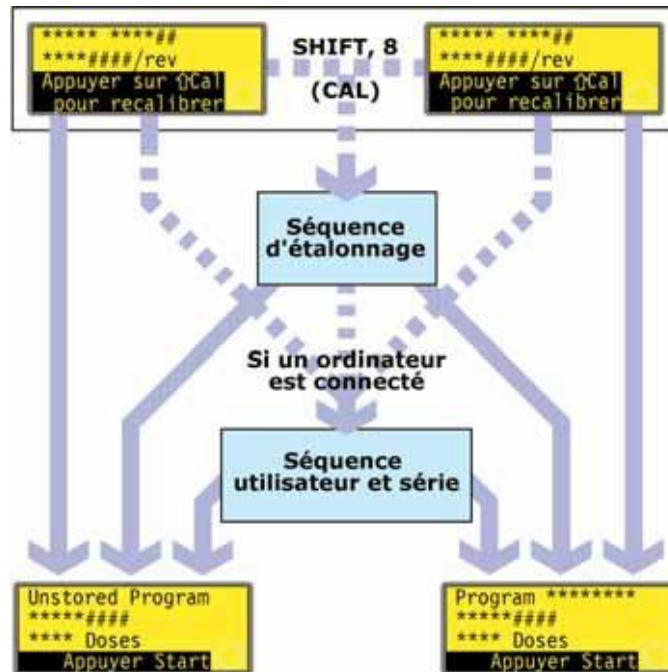 ***** ****##
****####/rev
Appuyer sur ⇧Cal
pour recalibrer
SHIFT, 8
(CAL)
***** ****##
****####/rev
Appuyer sur ⇧Cal
pour recalibrer
Séquence
d'étalonnage
Si un ordinateur
est connecté
Séquence
utilisateur et série
Unstored Program
*****####
**** Doses
Appuyer Start
Program ********
*****####
**** Doses
Appuyer Start